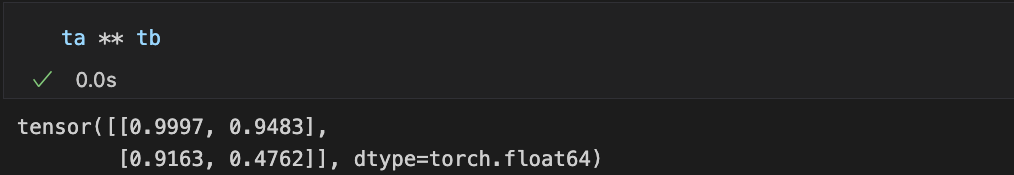 ta ** tb
0.0s
tensor([[0.9997, 0.9483],
        [0.9163, 0.4762]], dtype=torch.float64)